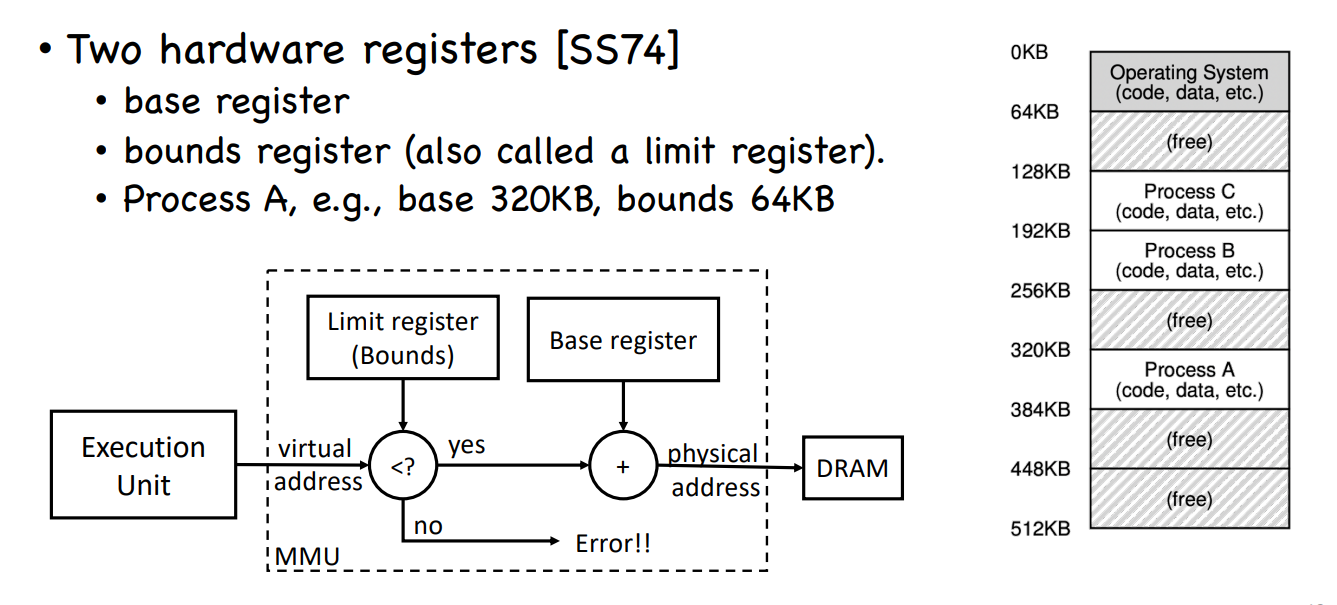 • Two hardware registers [SS74]
• base register
• bounds register (also called a limit register).
• Process A, e.g., base 320KB, bounds 64KB
Limit register
(Bounds)
Base register
Execution
Unit
virtual
address
<?
yes
+
physical
address
DRAM
no
Error!!
MMU
0KB
Operating System
(code, data, etc.)
64KB
(free)
128KB
Process C
(code, data, etc.)
192KB
Process B
(code, data, etc.)
256KB
(free)
320KB
Process A
(code, data, etc.)
384KB
(free)
448KB
(free)
512KB